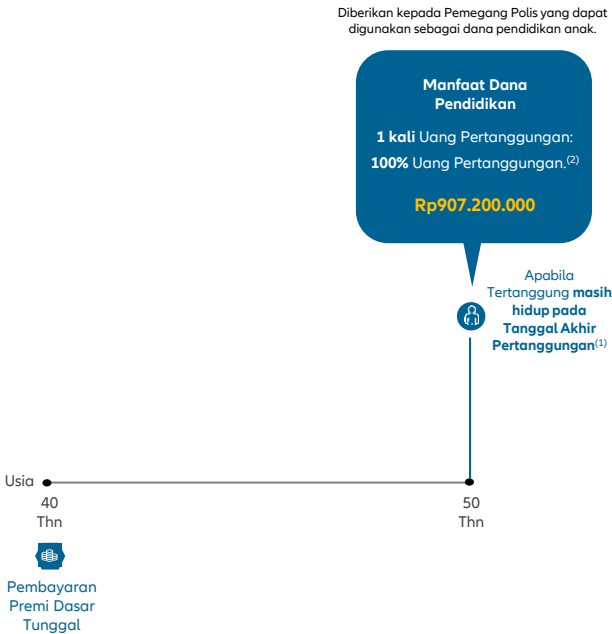 Diberikan kepada Pemegang Polis yang dapat
digunakan sebagai dana pendidikan anak.
Manfaat Dana
Pendidikan
1 kali Uang Pertanggungan:
100% Uang Pertanggungan.(2)
Rp907.200.000
Apabila
Tertanggung masih
hidup pada
Tanggal Akhir
Pertanggungan(1)
Usia
40
Thn
50
Thn
Pembayaran
Premi Dasar
Tunggal